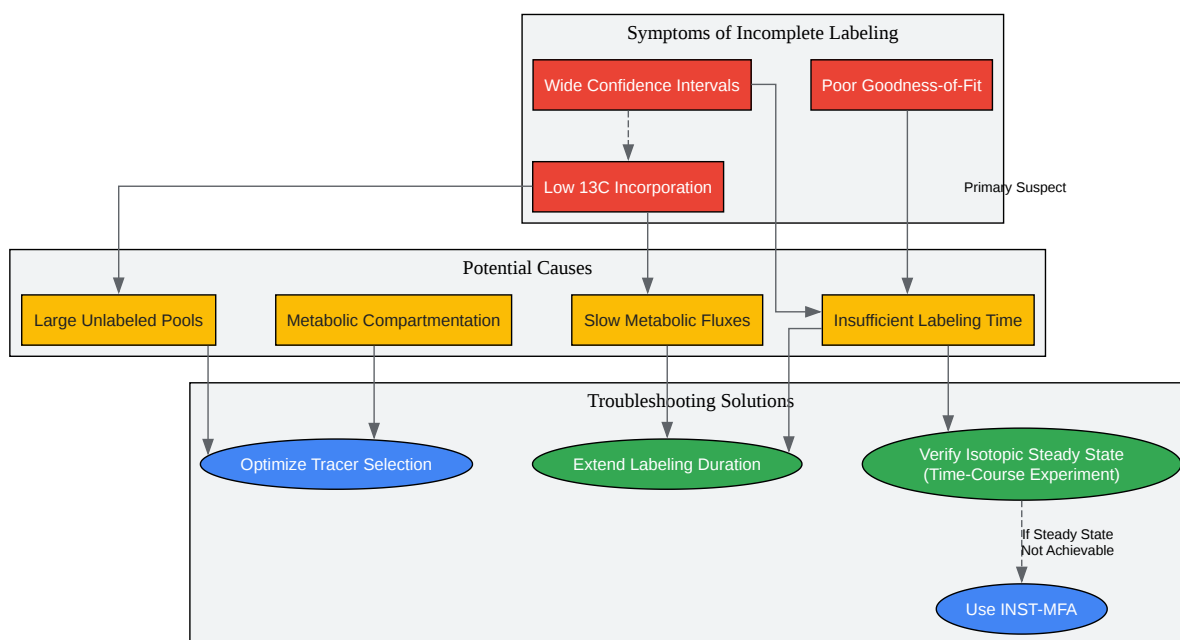 Symptoms of Incomplete Labeling
Wide Confidence Intervals
Poor Goodness-of-Fit
Low 13C Incorporation
Primary Suspect
Potential Causes
Large Unlabeled Pools
Metabolic Compartmentation
Slow Metabolic Fluxes
Insufficient Labeling Time
Troubleshooting Solutions
Optimize Tracer Selection
Extend Labeling Duration
Verify Isotopic Steady State
(Time-Course Experiment)
If Steady State
Not Achievable
Use INST-MFA